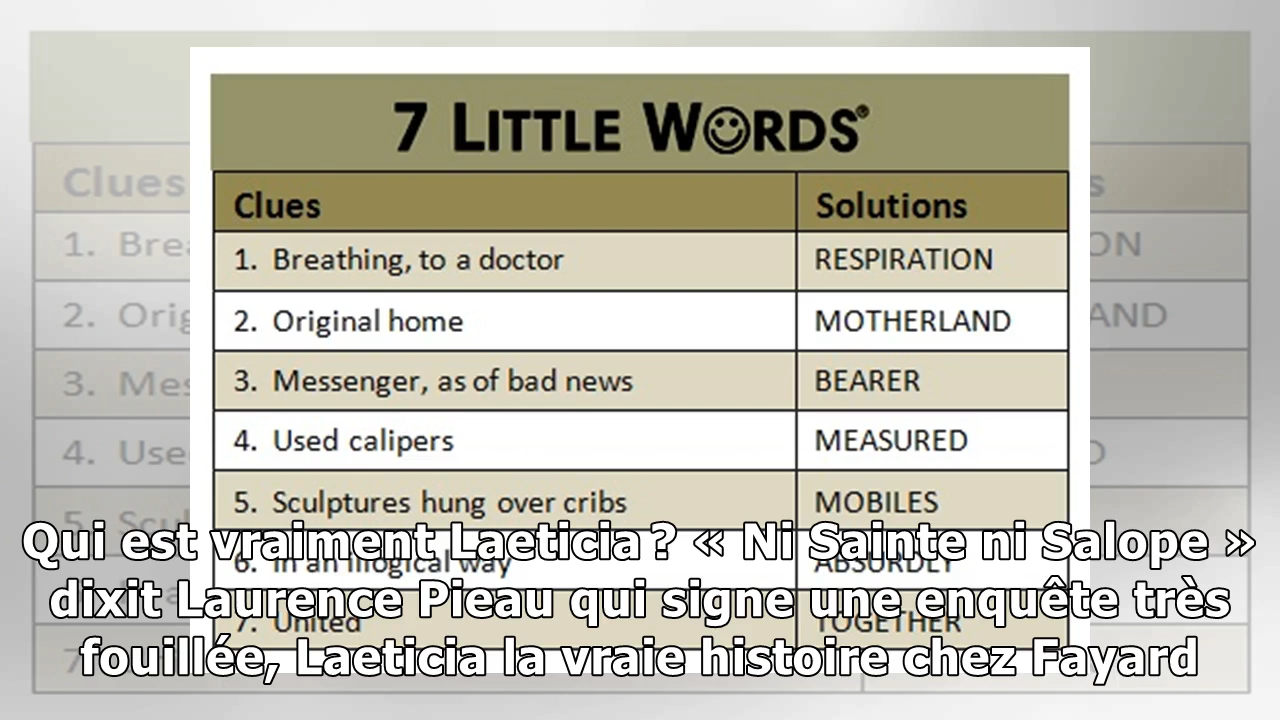 7 LITTLE WORDS®
Clues Solutions
1. Breathing, to a doctor RESPIRATION
2. Original home MOTHERLAND
3. Messenger, as of bad news BEARER
4. Used calipers MEASURED
5. Sculptures hung over cribs MOBILES
6. In an illogical way ABSURDLY
7. United TOGETHER
Qui est vraiment Laeticia ? « Ni Sainte ni Salope »
dixit Laurence Pieau qui signe une enquête très
fouillée, Laeticia la vraie histoire chez Fayard